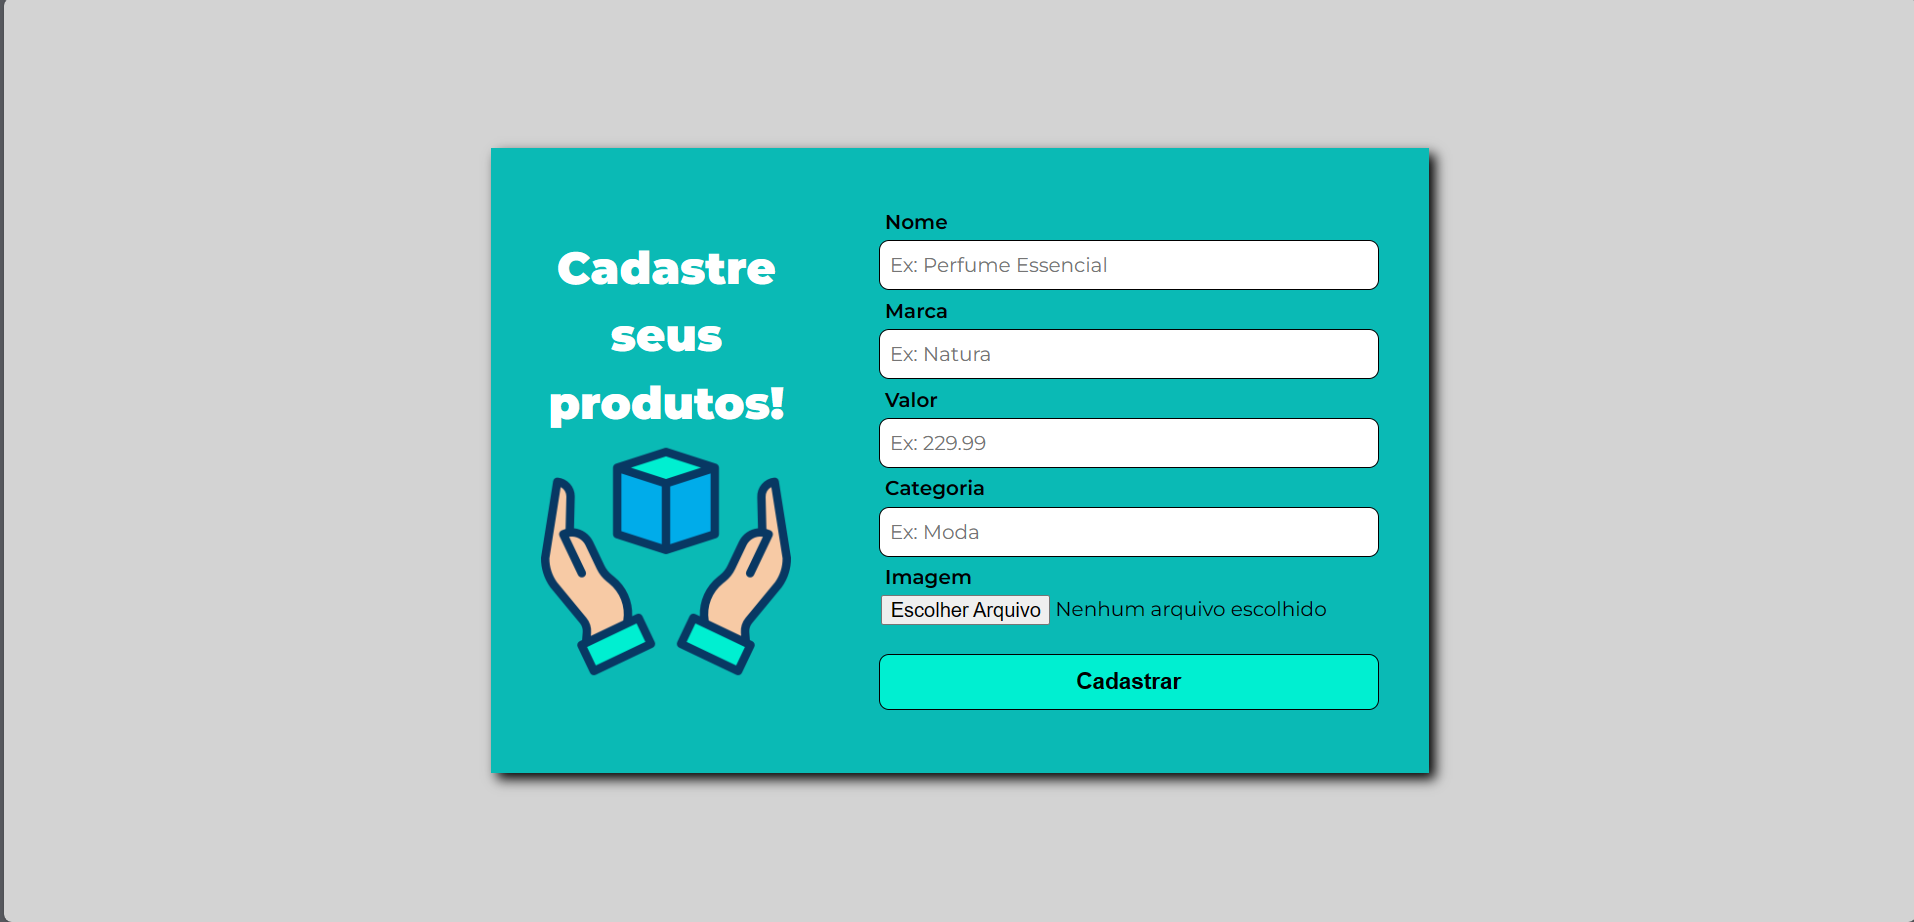 Cadastre
seus
produtos!
Nome
Ex: Perfume Essencial
Marca
Ex: Natura
Valor
Ex: 229.99
Categoria
Ex: Moda
Imagem
Escolher Arquivo Nenhum arquivo escolhido
Cadastrar